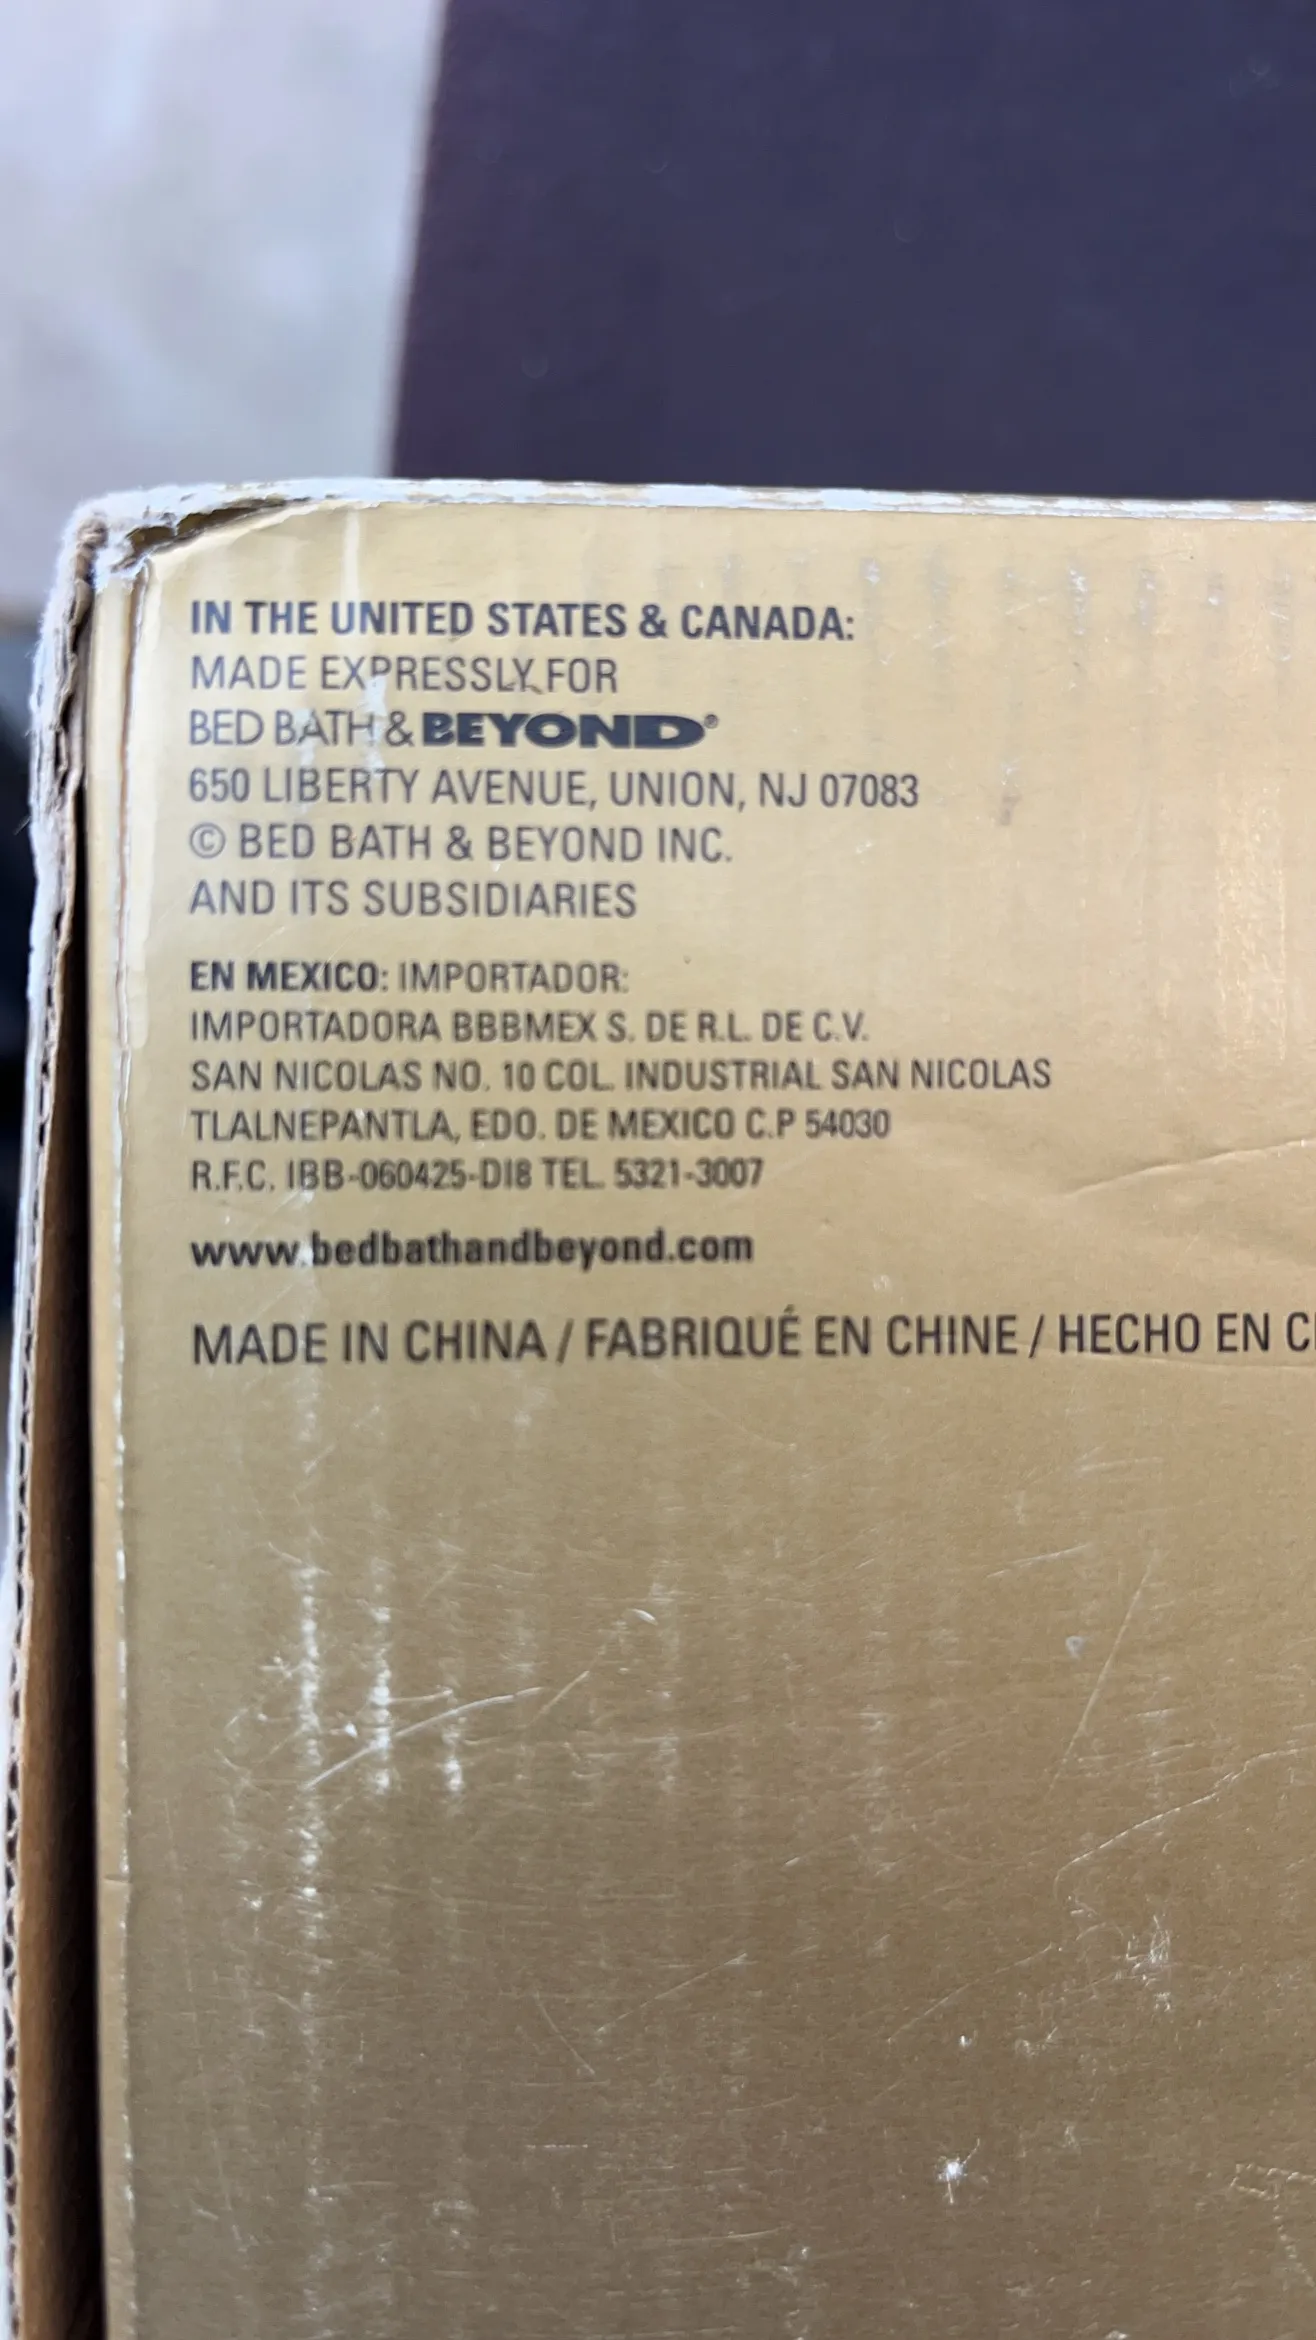 IN THE UNITED STATES & CANADA:
MADE EXPRESSLY FOR
BED BATH & BEYOND®
650 LIBERTY AVENUE, UNION, NJ 07083
© BED BATH & BEYOND INC.
AND ITS SUBSIDIARIES
EN MEXICO: IMPORTADOR:
IMPORTADORA BBBMEX S. DE R.L. DE C.V.
SAN NICOLAS NO. 10 COL. INDUSTRIAL SAN NICOLAS
TLALNEPANTLA, EDO. DE MEXICO C.P 54030
R.F.C. IBB-060425-DI8 TEL. 5321-3007
www.bedbathandbeyond.com
MADE IN CHINA / FABRIQUÉ EN CHINE / HECHO EN